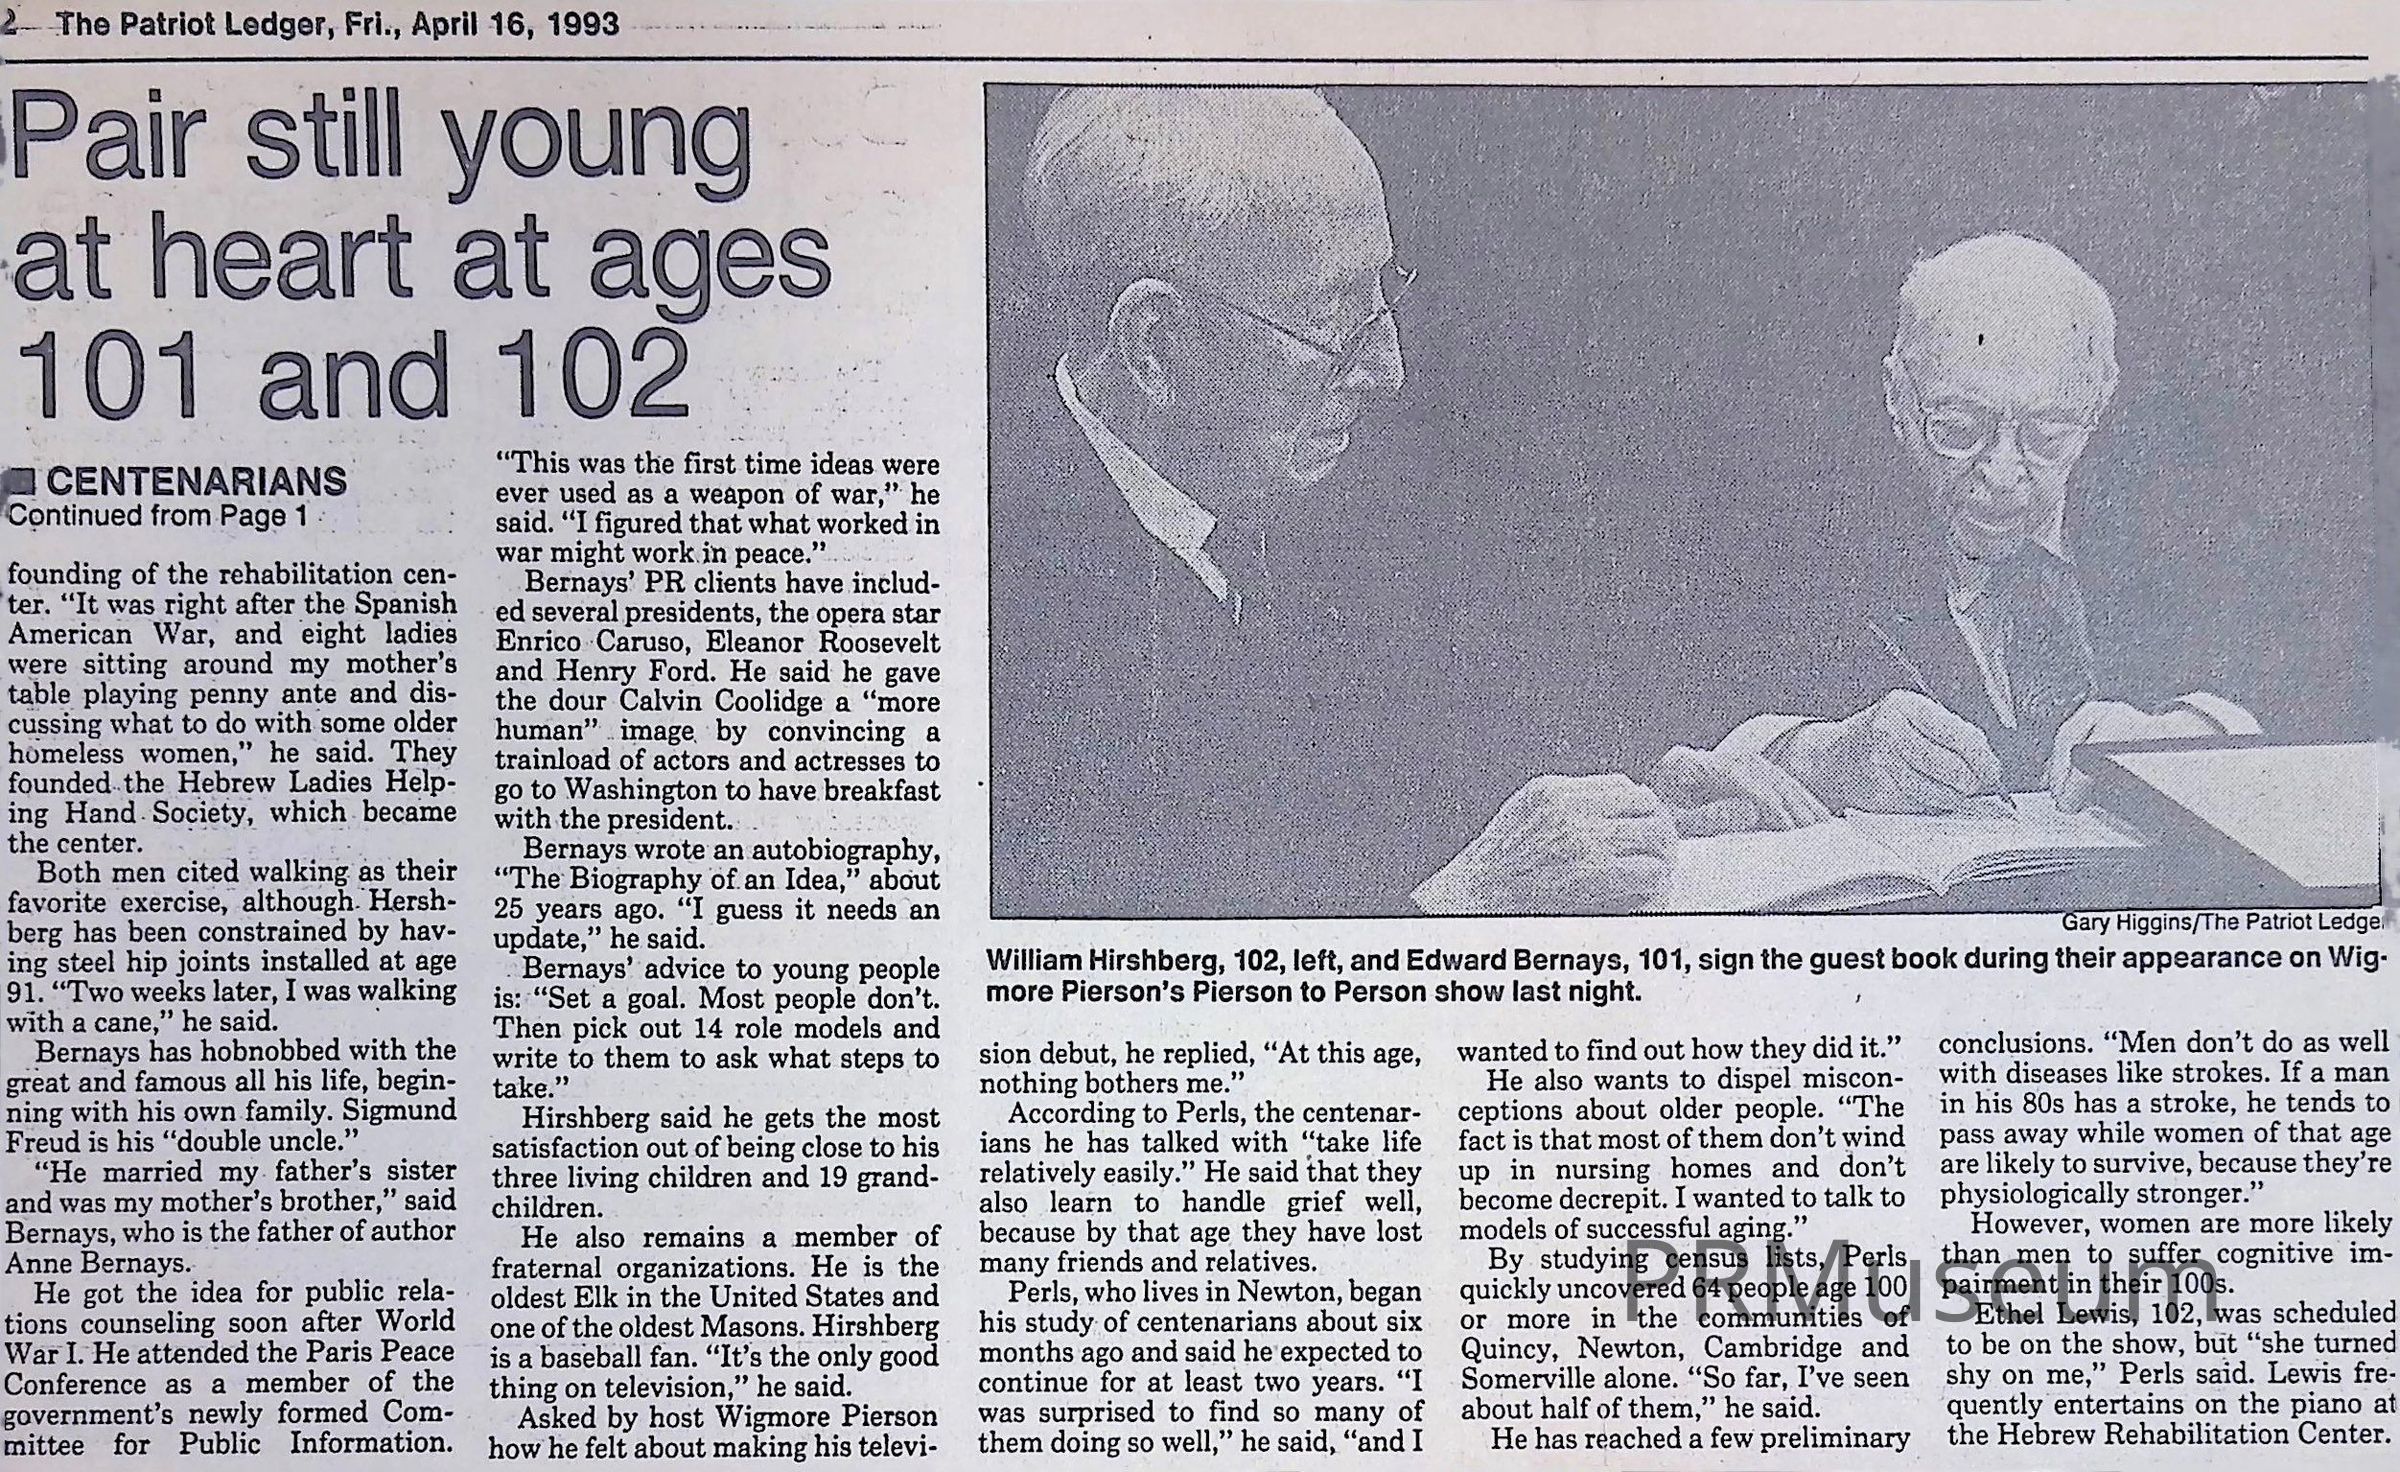 2 The Patriot Ledger, Fri., April 16, 1993
Pair still young
at heart at ages
101 and 102
CENTENARIANS
Continued from Page 1
founding of the rehabilitation cen-
ter. “It was right after the Spanish
American War, and eight ladies
were sitting around my mother’s
table playing penny ante and dis-
cussing what to do with some older
homeless women,” he said. They
founded the Hebrew Ladies Help-
ing Hand Society, which became
the center.
Both men cited walking as their
favorite exercise, although Hersh-
berg has been constrained by hav-
ing steel hip joints installed at age
91. “Two weeks later, I was walking
with a cane,” he said.
Bernays has hobnobbed with the
great and famous all his life, begin-
ning with his own family. Sigmund
Freud is his “double uncle.”
“He married my father’s sister
and was my mother’s brother,” said
Bernays, who is the father of author
Anne Bernays.
He got the idea for public rela-
tions counseling soon after World
War I. He attended the Paris Peace
Conference as a member of the
government’s newly formed Com-
mittee for Public Information.
“This was the first time ideas were
ever used as a weapon of war,” he
said. “I figured that what worked in
war might work in peace.”
Bernays’ PR clients have includ-
ed several presidents, the opera star
Enrico Caruso, Eleanor Roosevelt
and Henry Ford. He said he gave
the dour Calvin Coolidge a “more
human” image by convincing a
trainload of actors and actresses to
go to Washington to have breakfast
with the president.
Bernays wrote an autobiography,
“The Biography of an Idea,” about
25 years ago. “I guess it needs an
update,” he said.
Bernays’ advice to young people
is: “Set a goal. Most people don’t.
Then pick out 14 role models and
write to them to ask what steps to
take.”
Hirshberg said he gets the most
satisfaction out of being close to his
three living children and 19 grand-
children.
He also remains a member of
fraternal organizations. He is the
oldest Elk in the United States and
one of the oldest Masons. Hirshberg
is a baseball fan. “It’s the only good
thing on television,” he said.
Asked by host Wigmore Pierson
how he felt about making his televi-
Gary Higgins/The Patriot Ledger
William Hirshberg, 102, left, and Edward Bernays, 101, sign the guest book during their appearance on Wig-
more Pierson’s Pierson to Person show last night.
sion debut, he replied, “At this age,
nothing bothers me.”
According to Perls, the centenar-
ians he has talked with “take life
relatively easily.” He said that they
also learn to handle grief well,
because by that age they have lost
many friends and relatives.
Perls, who lives in Newton, began
his study of centenarians about six
months ago and said he expected to
continue for at least two years. “I
was surprised to find so many of
them doing so well,” he said, “and I
wanted to find out how they did it.”
He also wants to dispel miscon-
ceptions about older people. “The
fact is that most of them don’t wind
up in nursing homes and don’t
become decrepit. I wanted to talk to
models of successful aging.”
By studying census lists, Perls
quickly uncovered 64 people age 100
or more in the communities of
Quincy, Newton, Cambridge and
Somerville alone. “So far, I’ve seen
about half of them,” he said.
He has reached a few preliminary
conclusions. “Men don’t do as well
with diseases like strokes. If a man
in his 80s has a stroke, he tends to
pass away while women of that age
are likely to survive, because they’re
physiologically stronger.”
However, women are more likely
than men to suffer cognitive im-
pairment in their 100s.
Ethel Lewis, 102, was scheduled
to be on the show, but “she turned
shy on me,” Perls said. Lewis fre-
quently entertains on the piano at
the Hebrew Rehabilitation Center.
PRMuseum